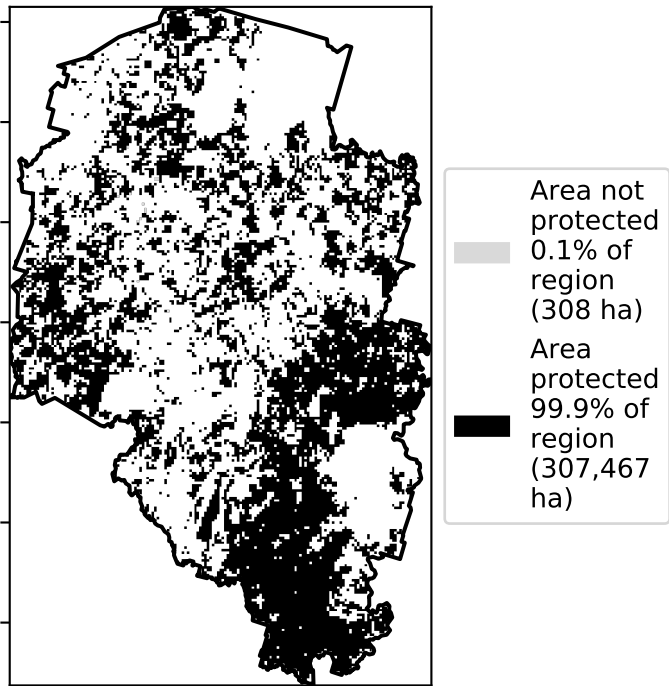 Area not
protected
0.1% of
region
(308 ha)
Area
protected
99.9% of
region
(307,467
ha)